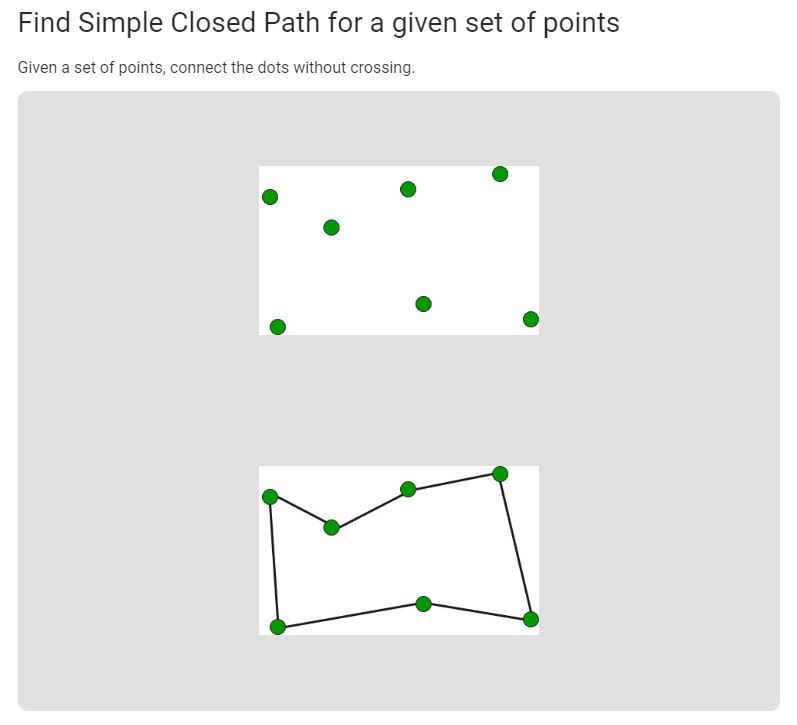 Find Simple Closed Path for a given set of points
Given a set of points, connect the dots without crossing.